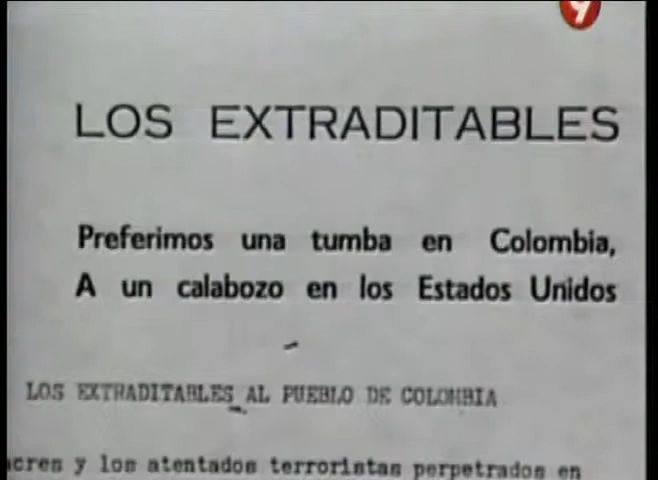 9
LOS EXTRADITABLES
Preferimos una tumba en Colombia,
A un calabozo en los Estados Unidos
LOS EXTRADITABLES AL PUEBLO DE COLOMBIA
y los atentados terroristas perpetrados en